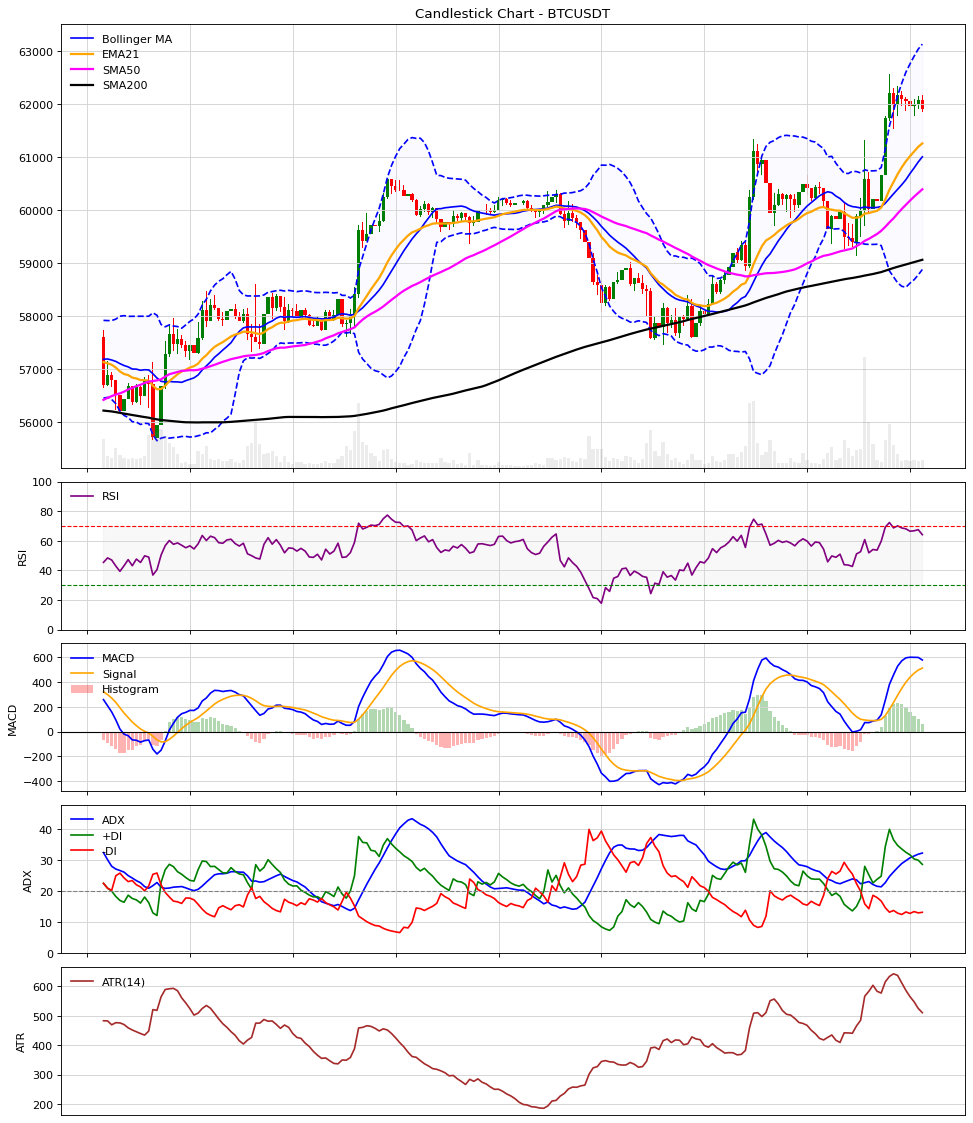 Candlestick Chart - BTCUSDT
Bollinger MA
EMA21
SMA50
SMA200
63000
62000
61000
60000
59000
58000
57000
56000
RSI
100
80
60
40
20
0
RSI
MACD
Signal
Histogram
600
400
200
0
−200
−400
MACD
ADX
+DI
-DI
40
30
20
10
0
ADX
ATR(14)
600
500
400
300
200
ATR